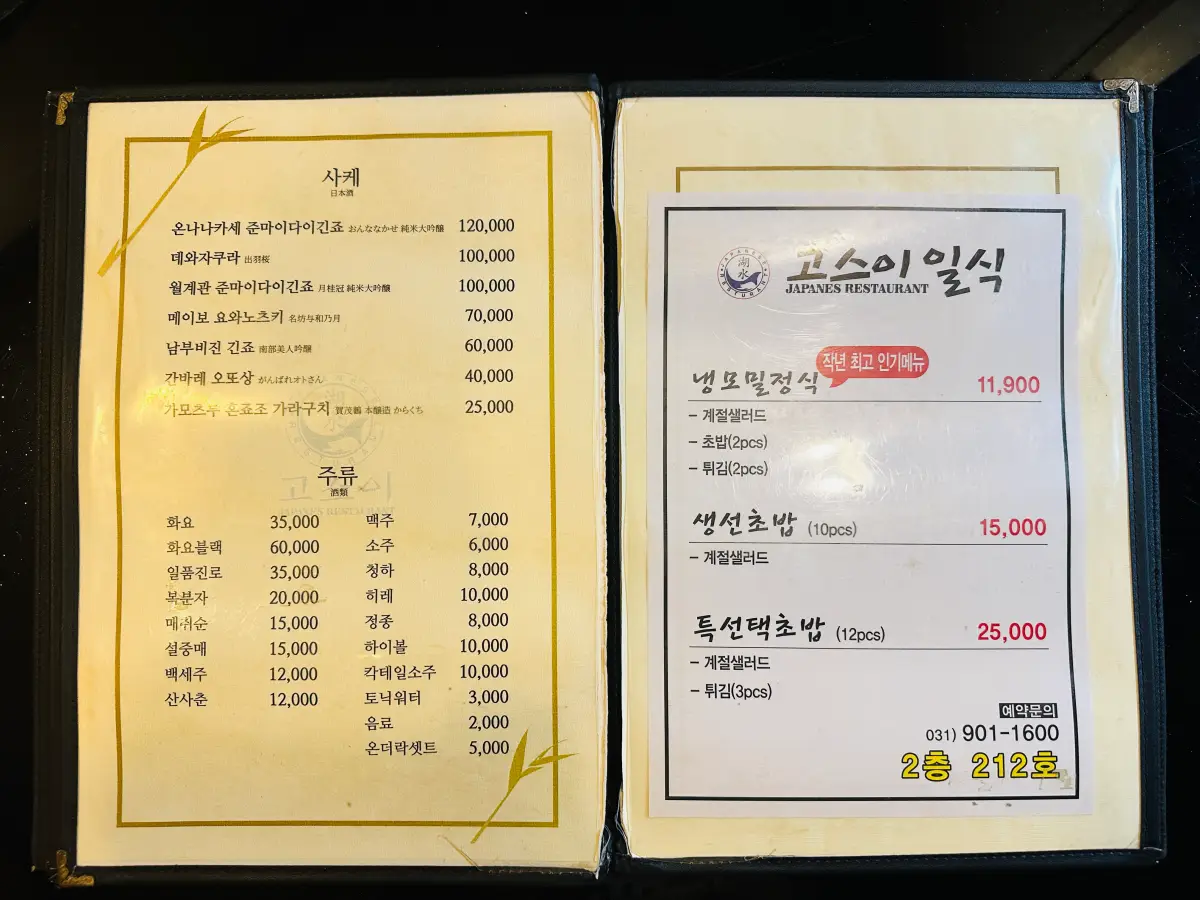 사케
日本酒
온나나카세 준마이다이긴죠 おんななかせ 純米大吟醸 120,000
데와자쿠라 出羽桜 100,000
월계관 준마이다이긴죠 月桂冠 純米大吟醸 100,000
메이보 요와노츠키 名坊与和乃月 70,000
남부비진 긴죠 南部美人吟醸 60,000
간바레 오또상 がんばれオトさん 40,000
가모츠루 혼죠조 가라구치 賀茂鶴 本醸造 からくち 25,000
고스이
JAPANES RESTAURANT
주류
酒類
화요 35,000
화요블랙 60,000
일품진로 35,000
복분자 20,000
매취순 15,000
설중매 15,000
백세주 12,000
산사춘 12,000
맥주 7,000
소주 6,000
청하 8,000
히레 10,000
정종 8,000
하이볼 10,000
칵테일소주 10,000
토닉워터 3,000
음료 2,000
온더락셋트 5,000
湖水
고스이 일식
JAPANES RESTAURANT
작년 최고 인기메뉴
냉모밀정식 11,900
- 계절샐러드
- 초밥(2pcs)
- 튀김(2pcs)
생선초밥 (10pcs) 15,000
- 계절샐러드
특선택초밥 (12pcs) 25,000
- 계절샐러드
- 튀김(3pcs)
예약문의
031) 901-1600
2층 212호